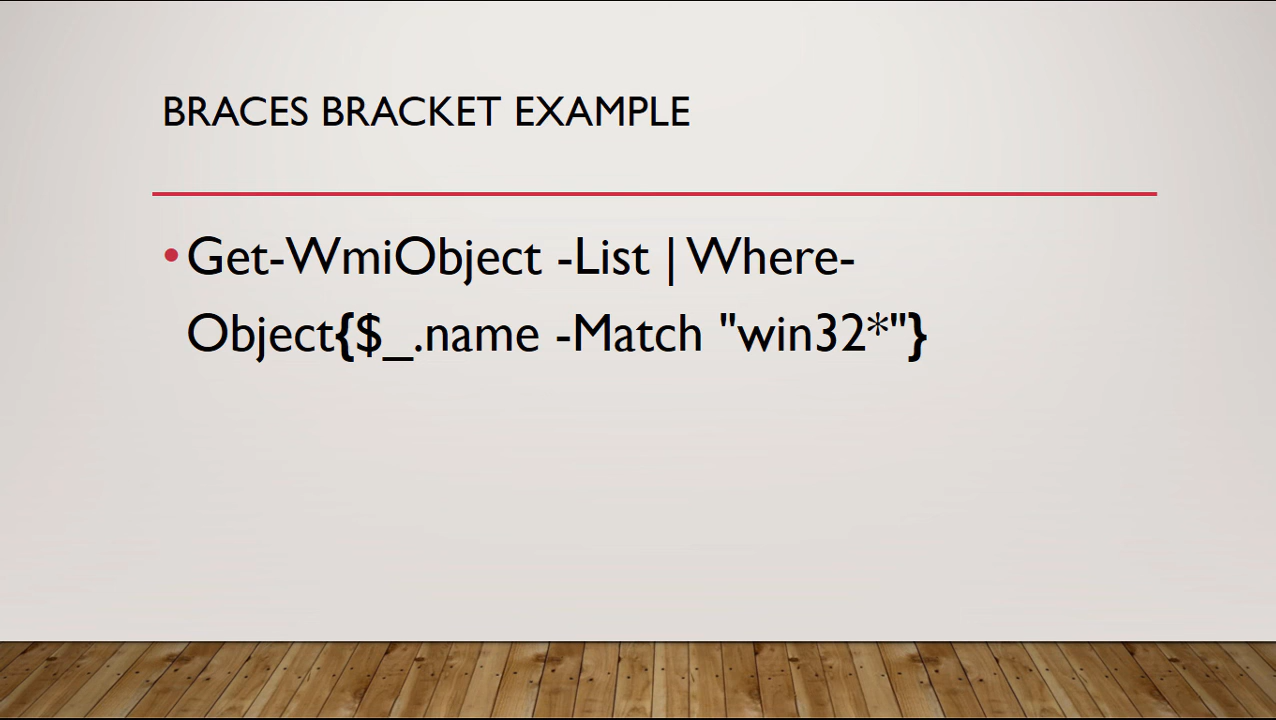 BRACES BRACKET EXAMPLE
• Get-WmiObject -List | Where-
Object{$_.name -Match "win32*"}